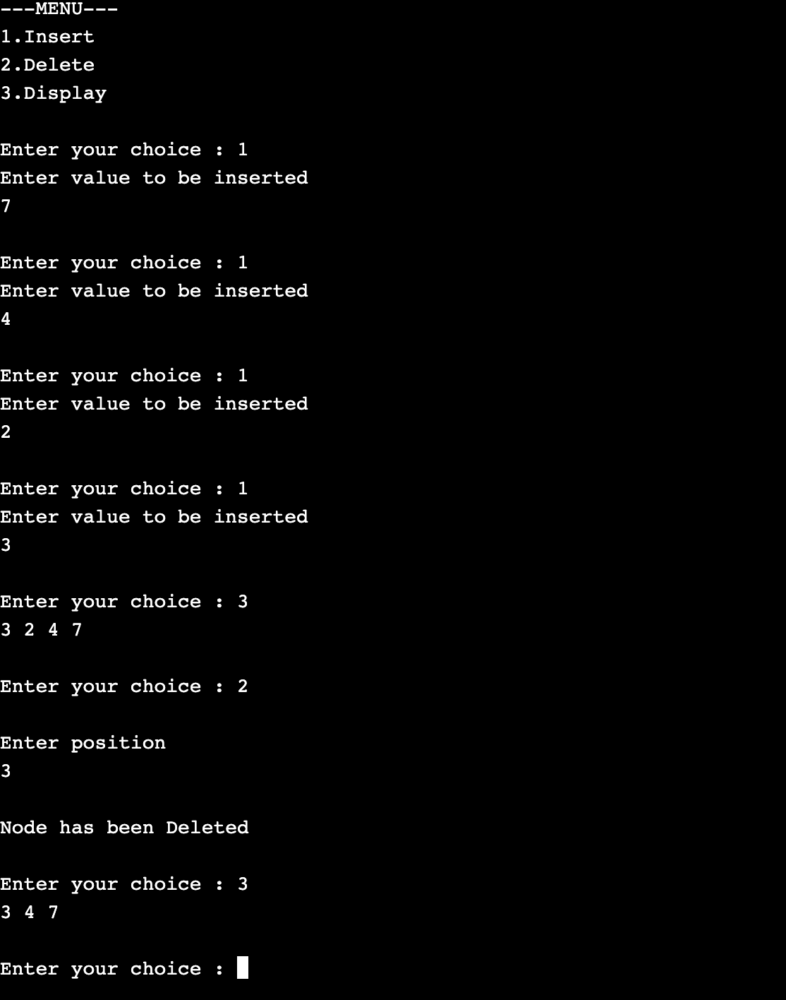 ---MENU---
1.Insert
2.Delete
3.Display
Enter your choice : 1
Enter value to be inserted
7
Enter your choice : 1
Enter value to be inserted
4
Enter your choice : 1
Enter value to be inserted
2
Enter your choice : 1
Enter value to be inserted
3
Enter your choice : 3
3 2 4 7
Enter your choice : 2
Enter position
3
Node has been Deleted
Enter your choice : 3
3 4 7
Enter your choice :